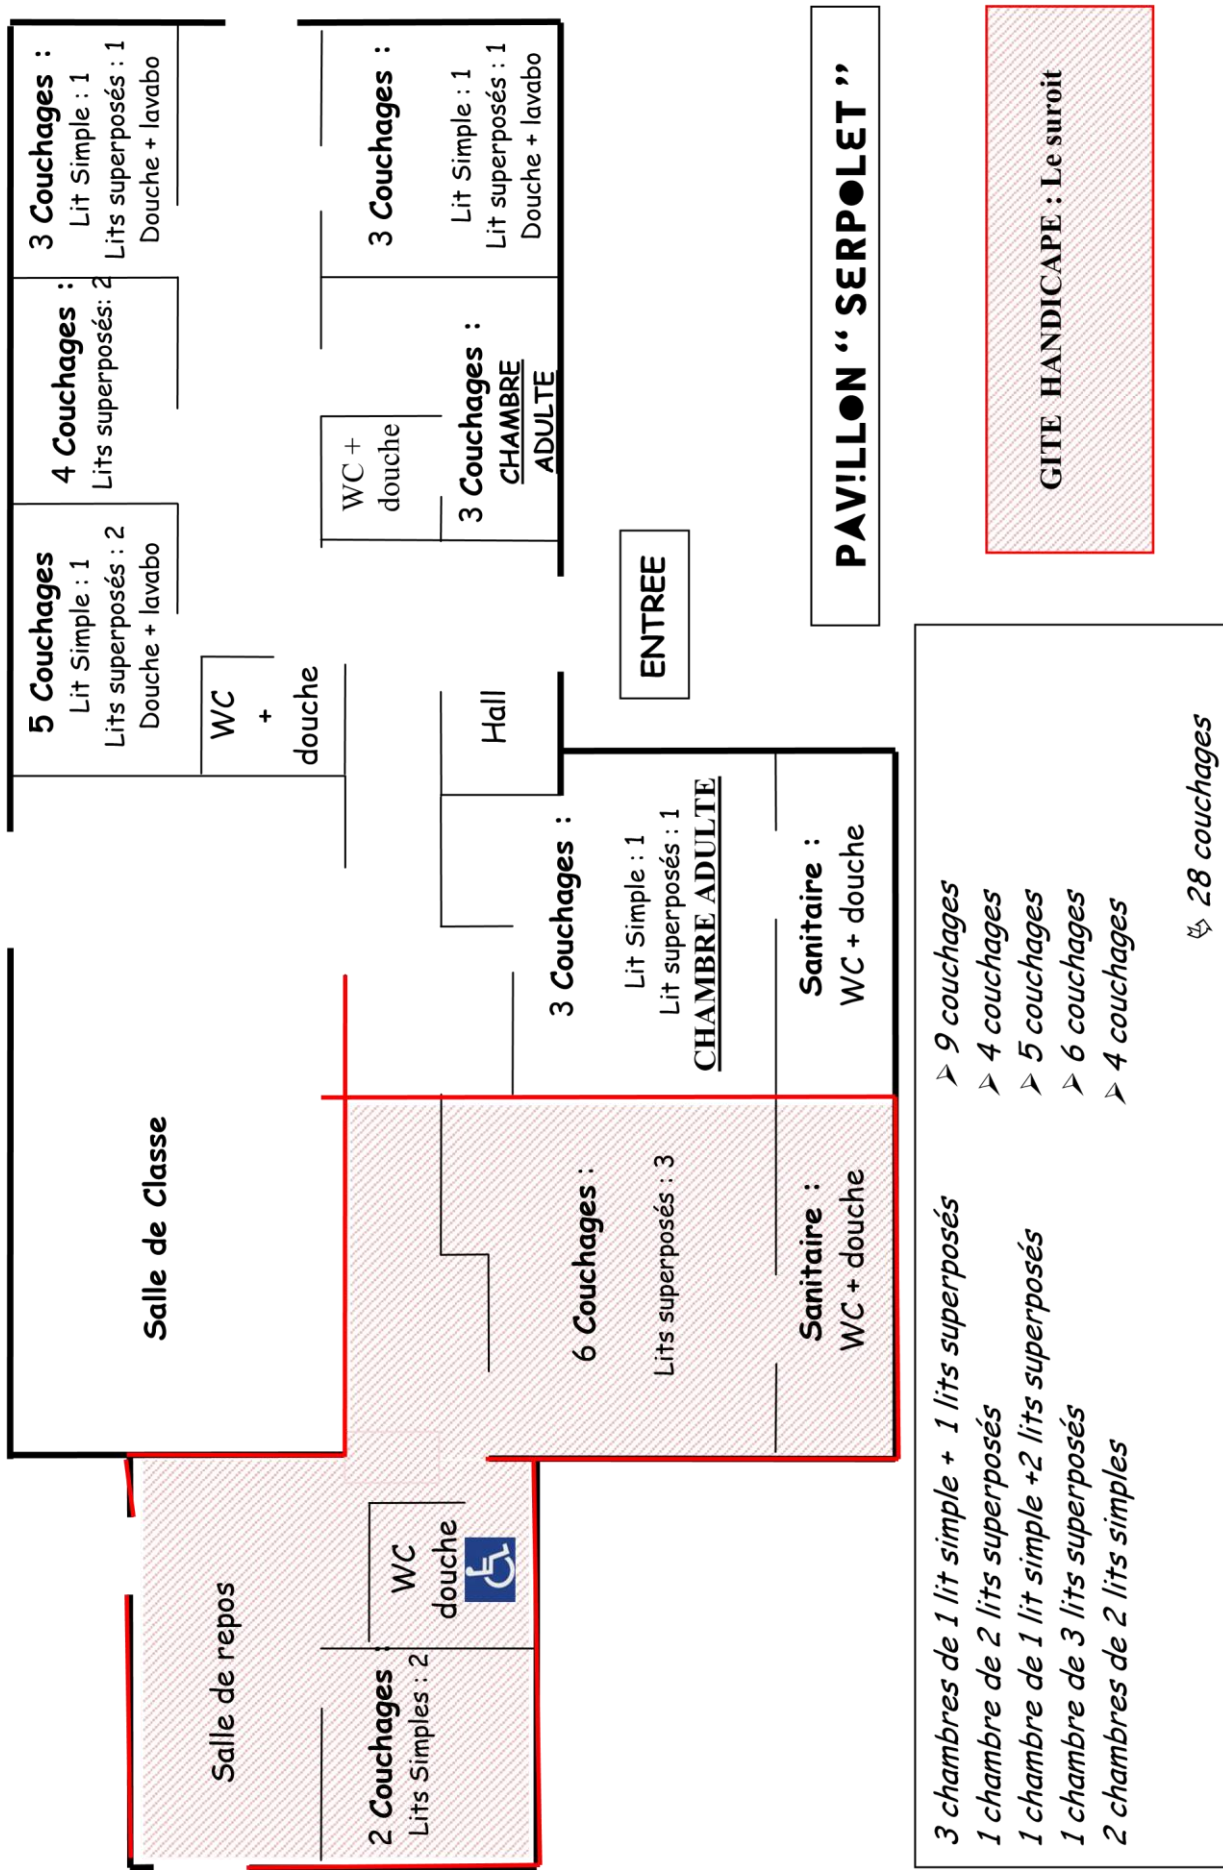 Salle de repos
2 Couchages :
Lits Simples : 2
WC
douche
Salle de Classe
6 Couchages :
Lits superposés : 3
Sanitaire :
WC + douche
3 Couchages :
Lit Simple : 1
Lit superposés : 1
CHAMBRE ADULTE
Sanitaire :
WC + douche
5 Couchages
Lit Simple : 1
Lits superposés : 2
Douche + lavabo
WC
+
douche
Hall
4 Couchages :
Lits superposés: 2
3 Couchages :
Lit Simple : 1
Lits superposés : 1
Douche + lavabo
WC +
douche
3 Couchages :
CHAMBRE
ADULTE
3 Couchages :
Lit Simple : 1
Lit superposés : 1
Douche + lavabo
ENTREE
PAV!LLON “ SERPOLET ”
GITE HANDICAPE : Le suroit
3 chambres de 1 lit simple + 1 lits superposés ➢ 9 couchages
1 chambre de 2 lits superposés ➢ 4 couchages
1 chambre de 1 lit simple +2 lits superposés ➢ 5 couchages
1 chambre de 3 lits superposés ➢ 6 couchages
2 chambres de 2 lits simples ➢ 4 couchages
28 couchages